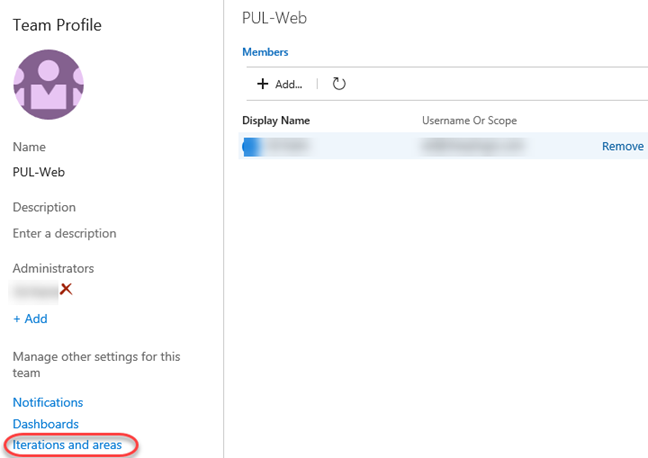 Team Profile
Name
PUL-Web
Description
Enter a description
Administrators
+ Add
Manage other settings for this
team
Notifications
Dashboards
Iterations and areas
PUL-Web
Members
+ Add...
Display Name Username Or Scope
Remove